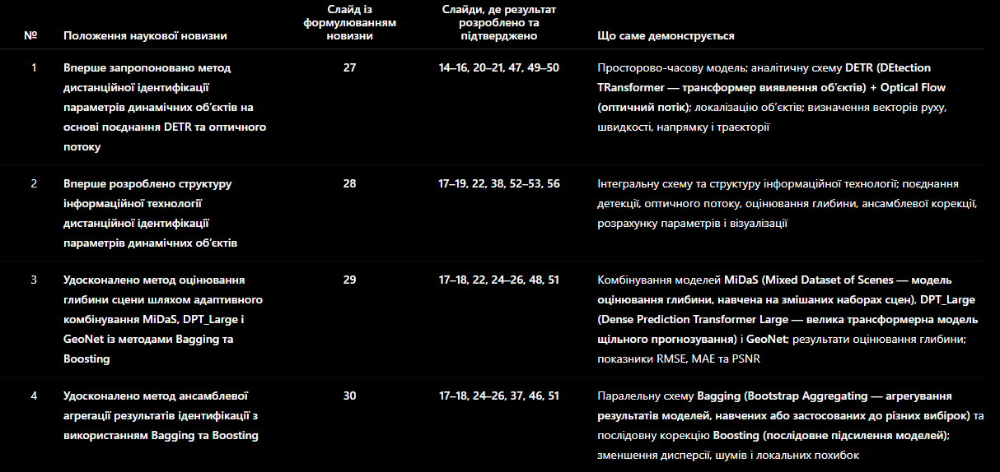 №
Положення наукової новизни
Слайд із
формулюванням
новизни
Слайди, де результат
розроблено та
підтверджено
Що саме демонструється
1
Вперше запропоновано метод
дистанційної ідентифікації
параметрів динамічних об’єктів на
основі поєднання DETR та оптичного
потоку
27
14–16, 20–21, 47, 49–50
Просторово-часову модель; аналітичну схему DETR (DEtection
TRansformer — трансформер виявлення об’єктів) + Optical Flow
(оптичний потік); локалізацію об’єктів; визначення векторів руху,
швидкості, напрямку і траєкторії
2
Вперше розроблено структуру
інформаційної технології
дистанційної ідентифікації
параметрів динамічних об’єктів
28
17–19, 22, 38, 52–53, 56
Інтегральну схему та структуру інформаційної технології; поєднання
детекції, оптичного потоку, оцінювання глибини, ансамблевої корекції,
розрахунку параметрів і візуалізації
3
Удосконалено метод оцінювання
глибини сцени шляхом адаптивного
комбінування MiDaS, DPT_Large і
GeoNet із методами Bagging та
Boosting
29
17–18, 22, 24–26, 48, 51
Комбінування моделей MiDaS (Mixed Dataset of Scenes — модель
оцінювання глибини, навчена на змішаних наборах сцен), DPT_Large
(Dense Prediction Transformer Large — велика трансформерна модель
щільного прогнозування) і GeoNet; результати оцінювання глибини;
показники RMSE, MAE та PSNR
4
Удосконалено метод ансамблевої
агрегації результатів ідентифікації з
використанням Bagging та Boosting
30
17–18, 24–26, 37, 46, 51
Паралельну схему Bagging (Bootstrap Aggregating — агрегування
результатів моделей, навчених або застосованих до різних вибірок) та
послідовну корекцію Boosting (послідовне підсилення моделей);
зменшення дисперсії, шумів і локальних похибок